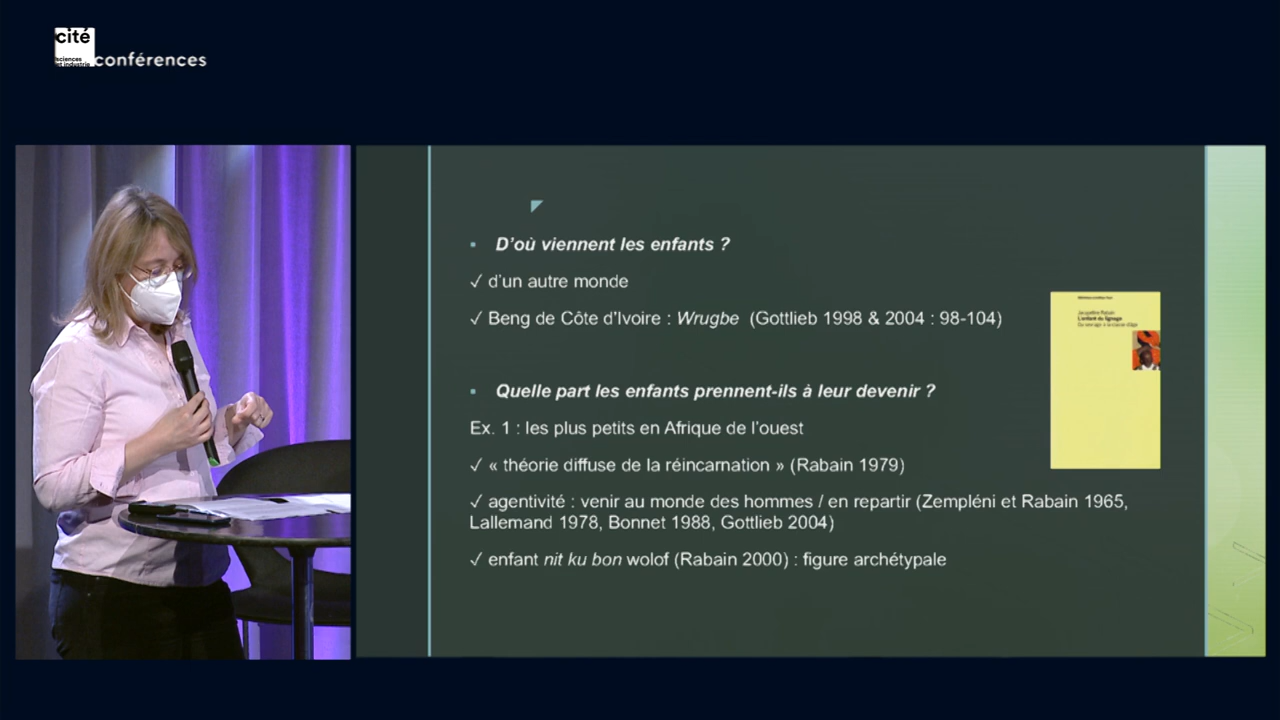 cité
sciences
et industrie
conférences
• D'où viennent les enfants ?
✓ d'un autre monde
✓ Beng de Côte d'Ivoire : Wrugbe (Gottlieb 1998 & 2004 : 98-104)
• Quelle part les enfants prennent-ils à leur devenir ?
Ex. 1 : les plus petits en Afrique de l'ouest
✓ « théorie diffuse de la réincarnation » (Rabain 1979)
✓ agentivité : venir au monde des hommes / en repartir (Zempléni et Rabain 1965,
Lallemand 1978, Bonnet 1988, Gottlieb 2004)
✓ enfant nit ku bon wolof (Rabain 2000) : figure archétypale
Jacqueline Rabain
L'enfant du lignage